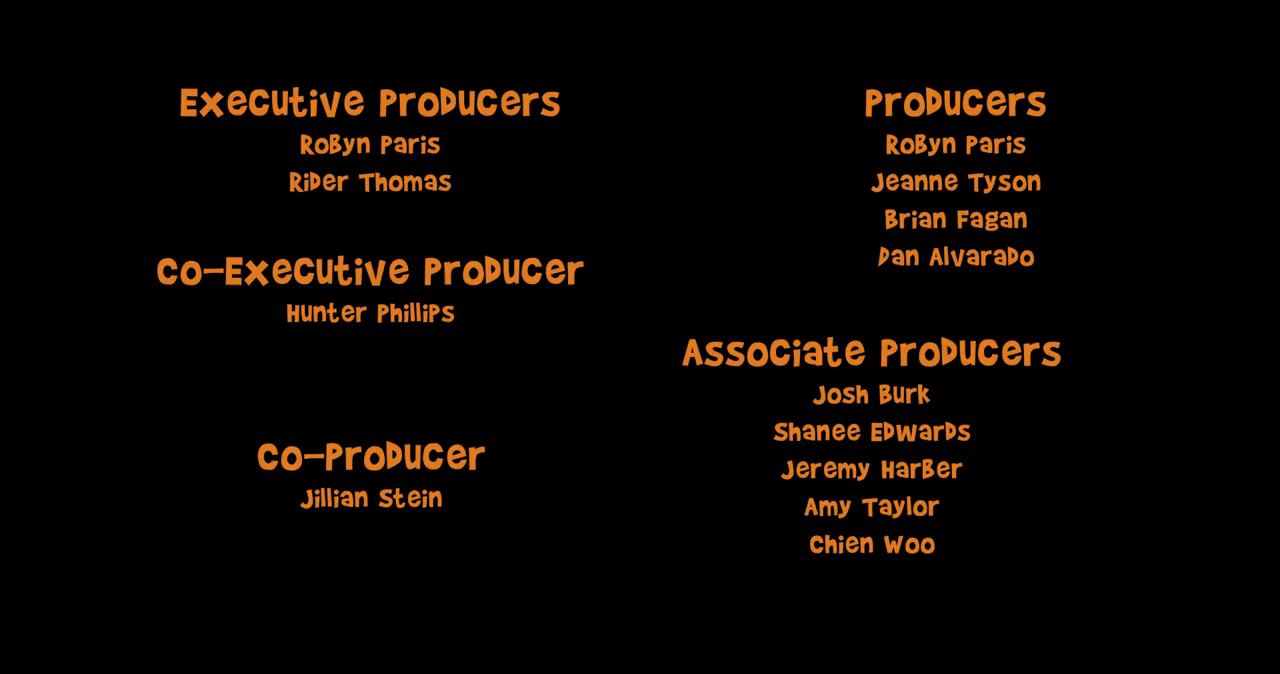 Executive Producers
Robyn Paris
Rider Thomas
Co-Executive Producer
Hunter Phillips
Co-Producer
Jillian Stein
Producers
Robyn Paris
Jeanne Tyson
Brian Fagan
Dan Alvarado
Associate Producers
Josh Burk
Shanee Edwards
Jeremy Harber
Amy Taylor
Chien Woo